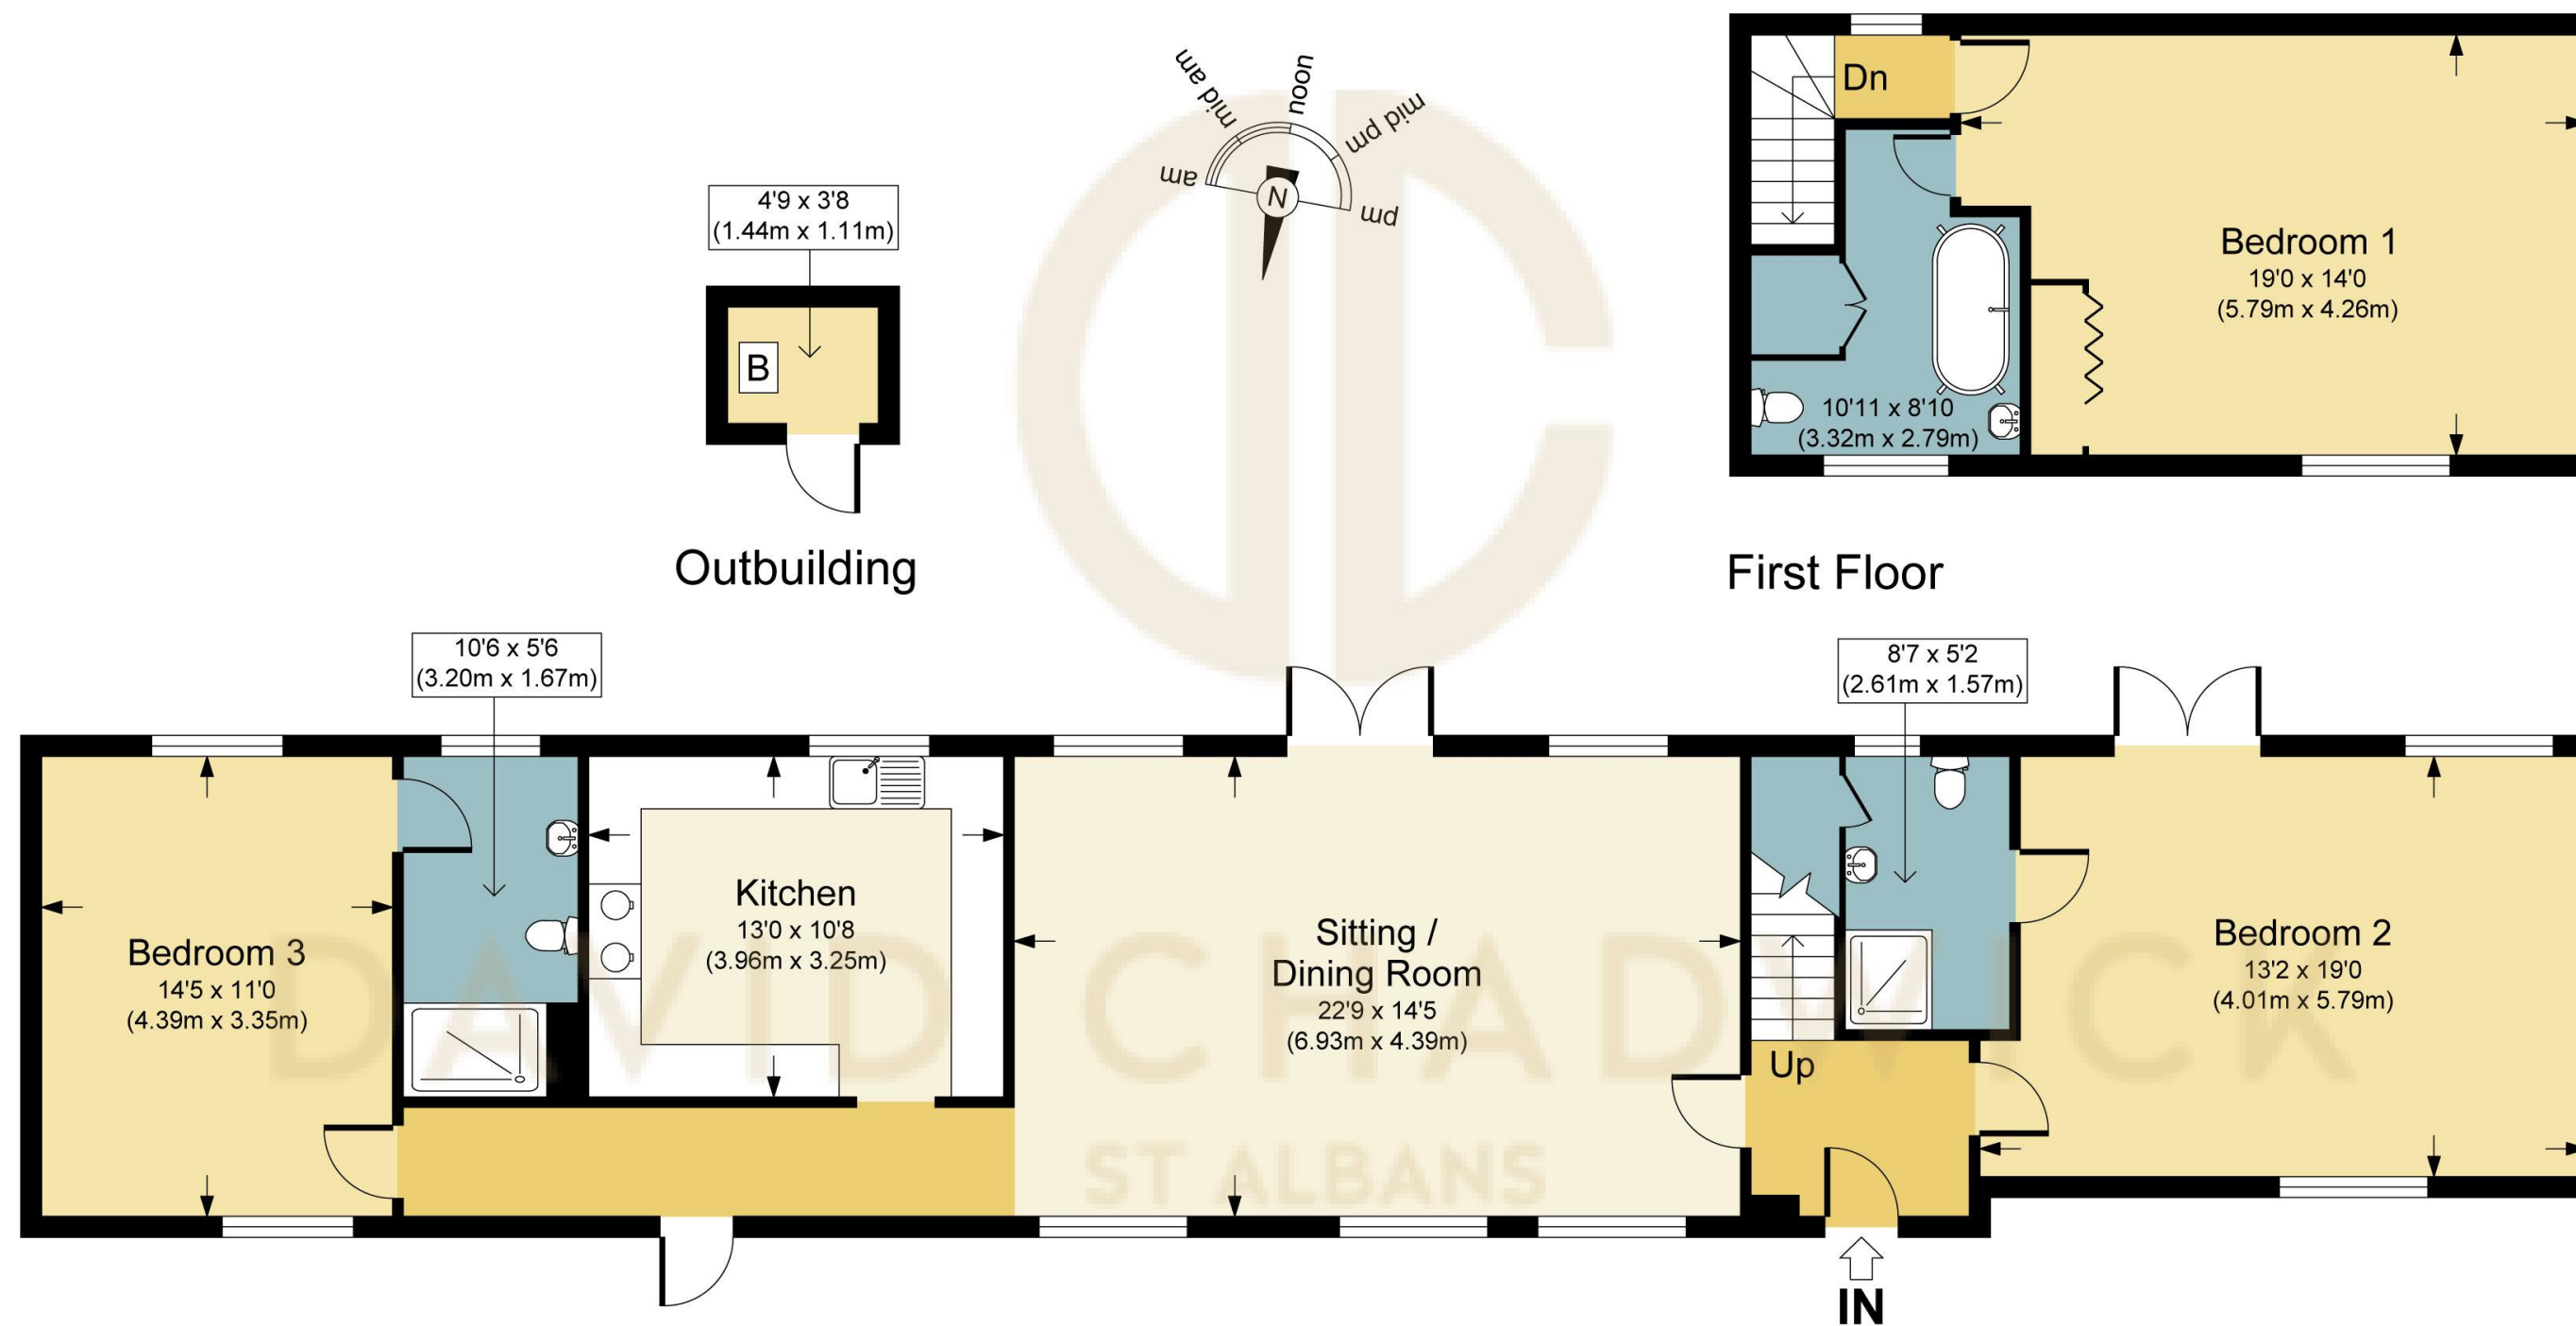 mid am
noon
mid pm
am
N
pm
4'9 x 3'8
(1.44m x 1.11m)
B
Outbuilding
Dn
Bedroom 1
19'0 x 14'0
(5.79m x 4.26m)
10'11 x 8'10
(3.32m x 2.79m)
First Floor
10'6 x 5'6
(3.20m x 1.67m)
8'7 x 5'2
(2.61m x 1.57m)
Bedroom 3
14'5 x 11'0
(4.39m x 3.35m)
Kitchen
13'0 x 10'8
(3.96m x 3.25m)
Sitting /
Dining Room
22'9 x 14'5
(6.93m x 4.39m)
Up
Bedroom 2
13'2 x 19'0
(4.01m x 5.79m)
DAVID CHADWICK
ST ALBANS
IN